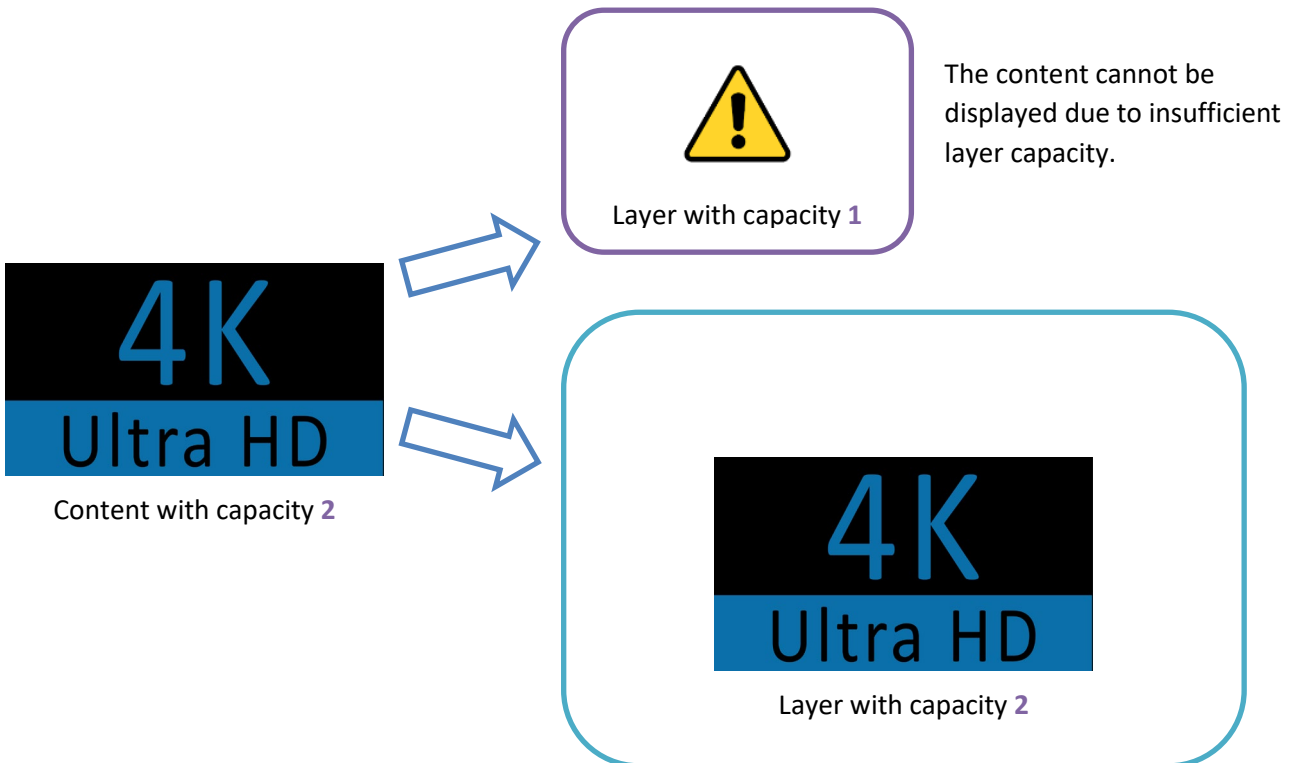 The content cannot be
displayed due to insufficient
layer capacity.
Layer with capacity 1
4K
Ultra HD
Content with capacity 2
4K
Ultra HD
Layer with capacity 2